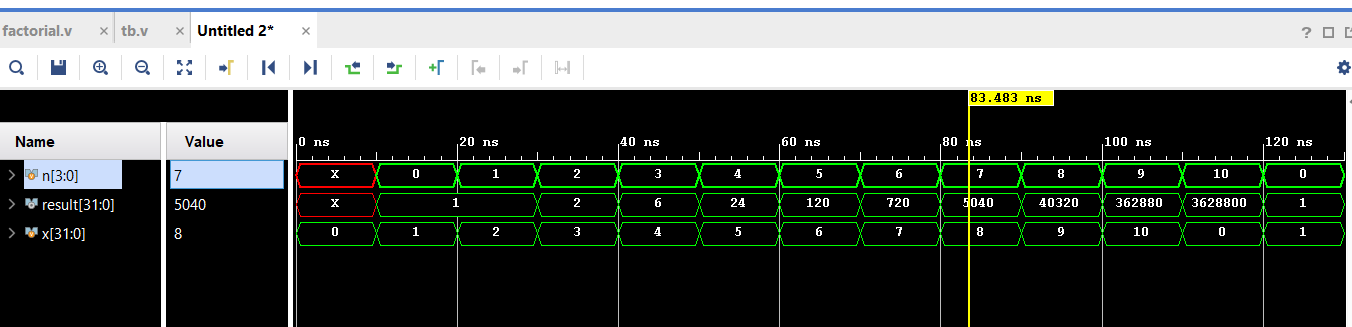 factorial.v × tb.v × Untitled 2* ×
?
83.483 ns
Name Value
0 ns 20 ns 40 ns 60 ns 80 ns 100 ns 120 ns
n[3:0] 7 X 0 1 2 3 4 5 6 7 8 9 10 0
result[31:0] 5040 X 1 2 6 24 120 720 5040 40320 362880 3628800 1
x[31:0] 8 0 1 2 3 4 5 6 7 8 9 10 0 1